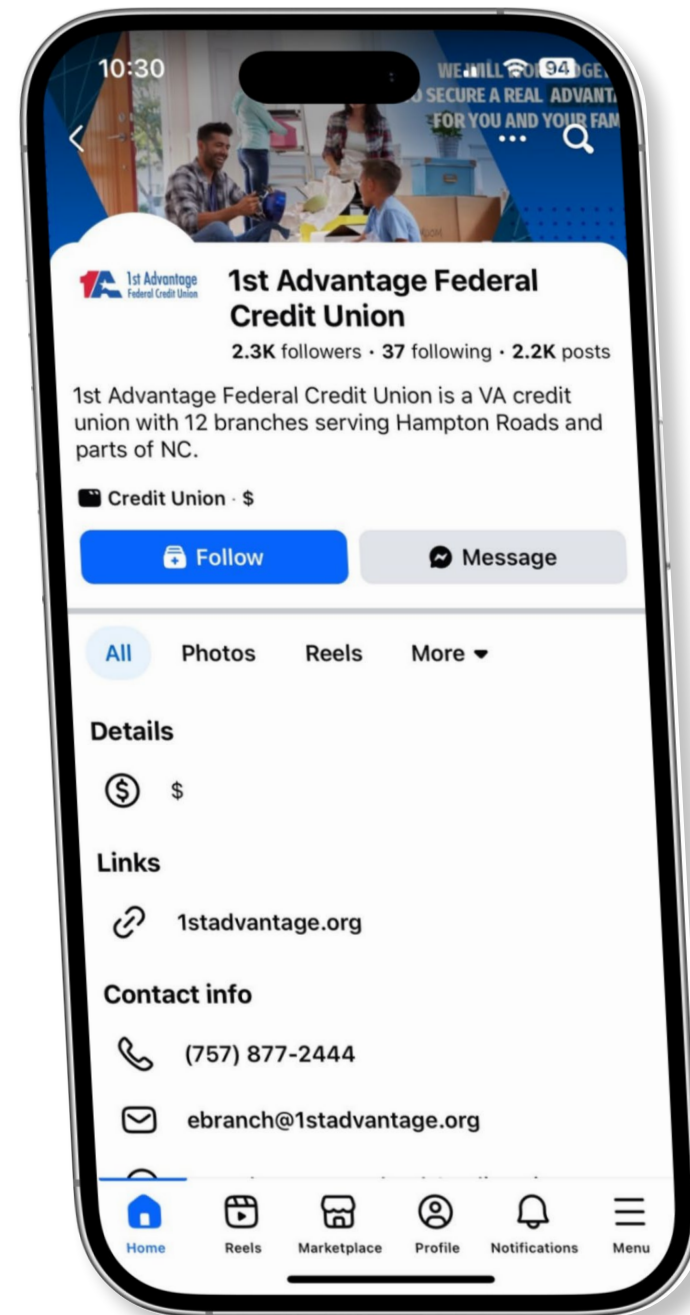 10:30
94
WE WILL
SECURE A REAL ADVANTA
FOR YOU AND YOUR FAM
1st Advantage
Federal Credit Union
1st Advantage Federal
Credit Union
2.3K followers · 37 following · 2.2K posts
1st Advantage Federal Credit Union is a VA credit
union with 12 branches serving Hampton Roads and
parts of NC.
Credit Union · $
Follow
Message
All Photos Reels More
Details
$
Links
1stadvantage.org
Contact info
(757) 877-2444
ebranch@1stadvantage.org
Home Reels Marketplace Profile Notifications Menu